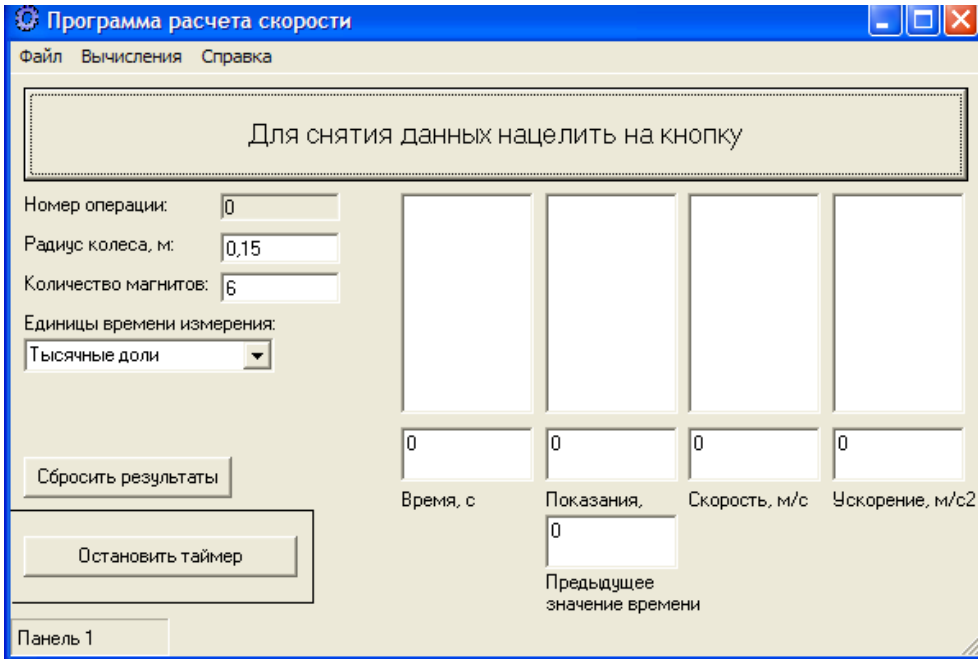 Программа расчета скорости
Файл Вычисления Справка
Для снятия данных нацелить на кнопку
Номер операции: 0
Радиус колеса, м: 0,15
Количество магнитов: 6
Единицы времени измерения:
Тысячные доли
0 0 0 0
Сбросить результаты
Время, с Показания, Скорость, м/с Ускорение, м/с2
0
Остановить таймер
Предыдущее
значение времени
Панель 1